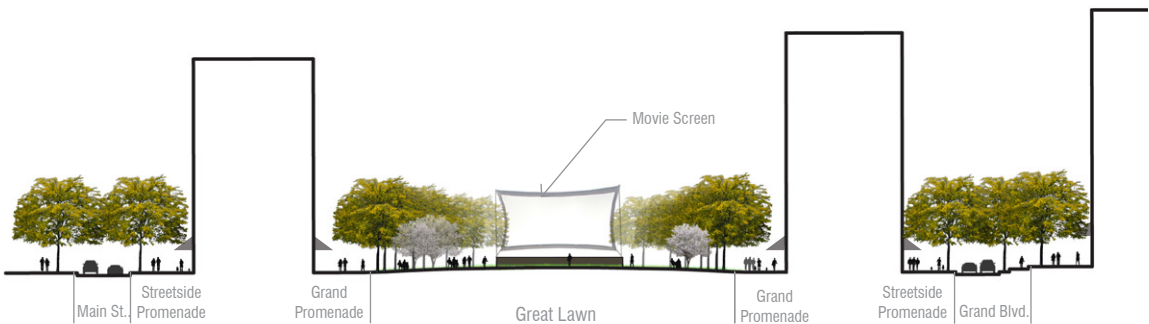 Movie Screen
Main St..
Streetside
Promenade
Grand
Promenade
Great Lawn
Grand
Promenade
Streetside
Promenade
Grand Blvd.